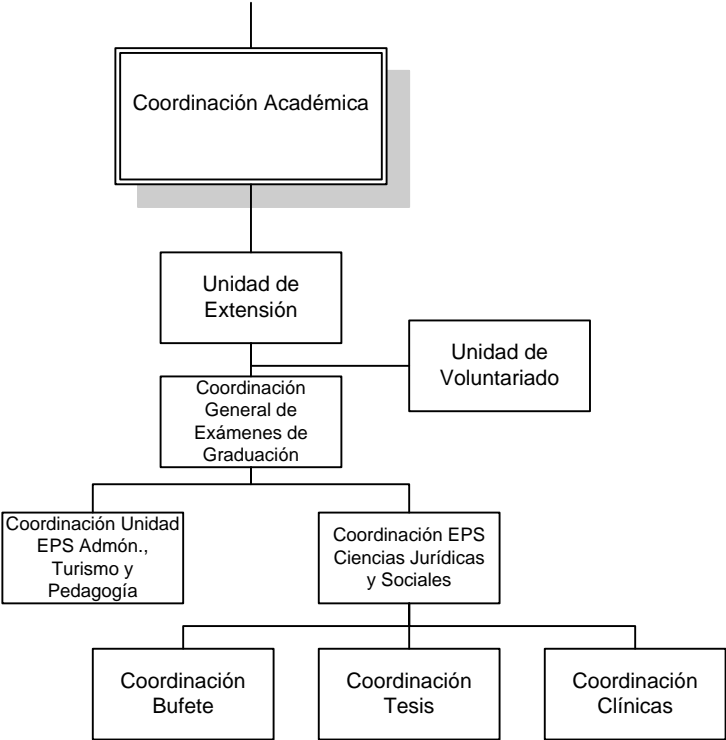 Coordinación Académica
Unidad de
Extensión
Unidad de
Voluntariado
Coordinación
General de
Exámenes de
Graduación
Coordinación Unidad
EPS Admón.,
Turismo y
Pedagogía
Coordinación EPS
Ciencias Jurídicas
y Sociales
Coordinación
Bufete
Coordinación
Tesis
Coordinación
Clínicas